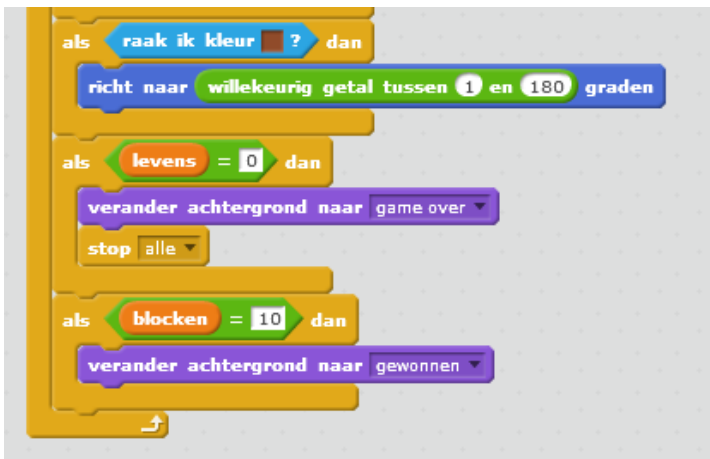 als raak ik kleur ? dan
richt naar willekeurig getal tussen 1 en 180 graden
als levens = 0 dan
verander achtergrond naar game over
stop alle
als blocken = 10 dan
verander achtergrond naar gewonnen